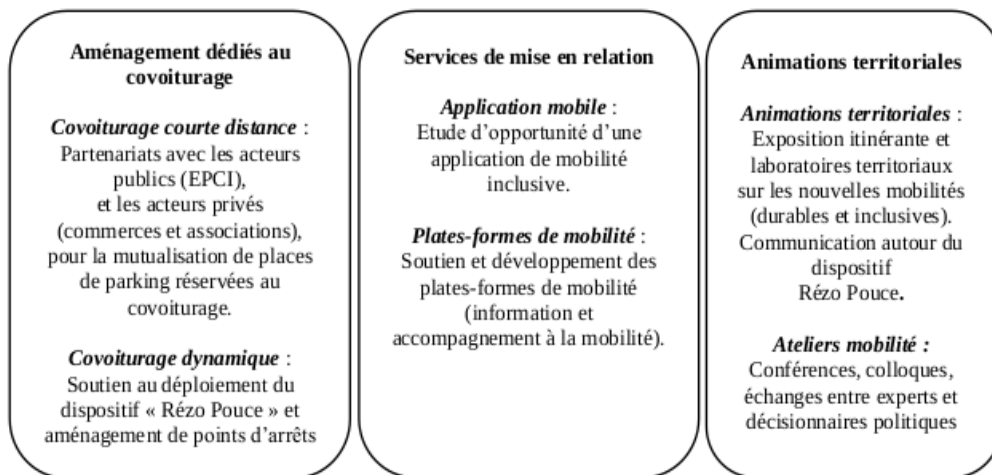 Aménagement dédiés au
covoiturage
Covoiturage courte distance :
Partenariats avec les acteurs
publics (EPCI),
et les acteurs privés
(commerces et associations),
pour la mutualisation de places
de parking réservées au
covoiturage.
Covoiturage dynamique :
Soutien au déploiement du
dispositif « Rézo Pouce » et
aménagement de points d'arrêts
Services de mise en relation
Application mobile :
Etude d'opportunité d'une
application de mobilité
inclusive.
Plates-formes de mobilité :
Soutien et développement des
plates-formes de mobilité
(information et
accompagnement à la mobilité).
Animations territoriales
Animations territoriales :
Exposition itinérante et
laboratoires territoriaux
sur les nouvelles mobilités
(durables et inclusives).
Communication autour du
dispositif
Rézo Pouce.
Ateliers mobilité :
Conférences, colloques,
échanges entre experts et
décisionnaires politiques